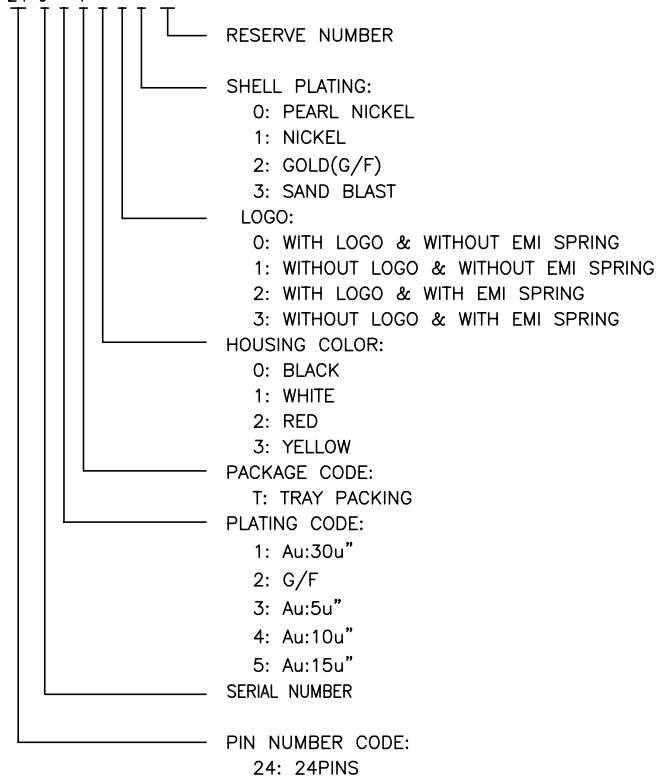 RESERVE NUMBER
SHELL PLATING:
0: PEARL NICKEL
1: NICKEL
2: GOLD(G/F)
3: SAND BLAST
LOGO:
0: WITH LOGO & WITHOUT EMI SPRING
1: WITHOUT LOGO & WITHOUT EMI SPRING
2: WITH LOGO & WITH EMI SPRING
3: WITHOUT LOGO & WITH EMI SPRING
HOUSING COLOR:
0: BLACK
1: WHITE
2: RED
3: YELLOW
PACKAGE CODE:
T: TRAY PACKING
PLATING CODE:
1: Au:30u"
2: G/F
3: Au:5u"
4: Au:10u"
5: Au:15u"
SERIAL NUMBER
PIN NUMBER CODE:
24: 24PINS